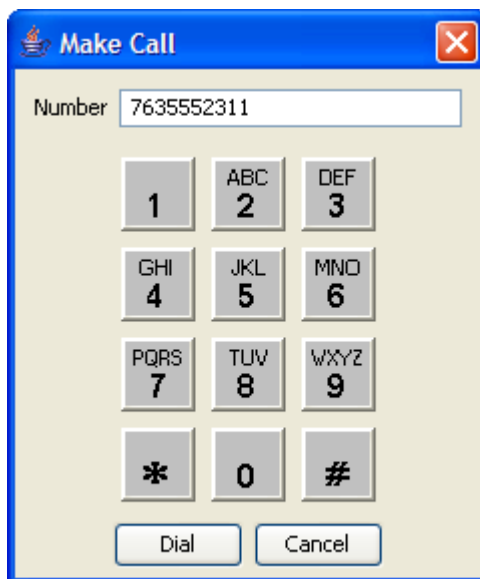 Make Call
Number 7635552311
ABC DEF
1 2 3
GHI JKL MNO
4 5 6
PQRS TUV WXYZ
7 8 9
* 0 #
Dial Cancel